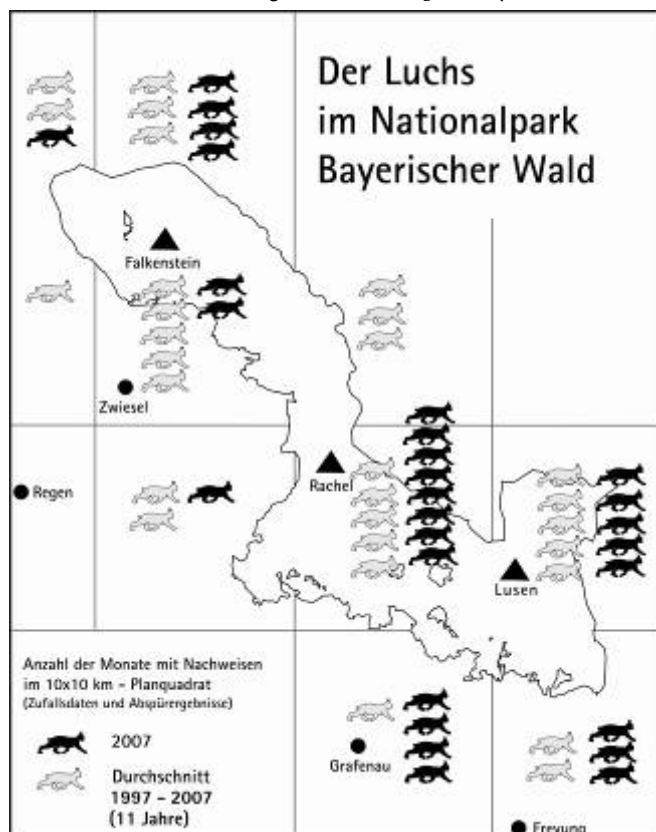 Der Luchs
im Nationalpark
Bayerischer Wald
Falkenstein
Zwiesel
Regen
Rachel
Lusen
Anzahl der Monate mit Nachweisen
im 10x10 km - Planquadrat
(Zufallsdaten und Abspürergebnisse)
2007
Durchschnitt
1997 - 2007
(11 Jahre)
Grafenau
Freyung